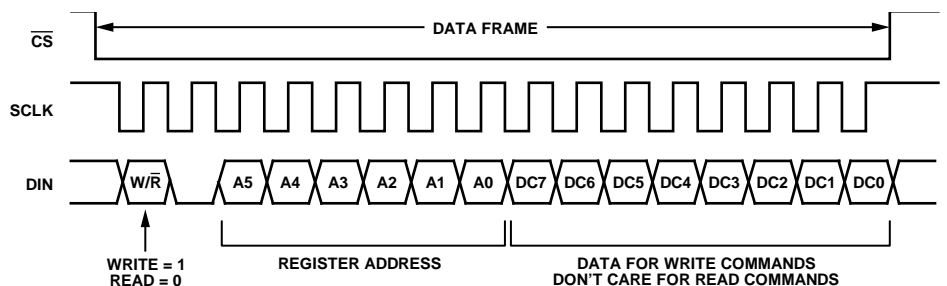 DATA FRAME
CS
SCLK
DIN
W/R
A5 A4 A3 A2 A1 A0 DC7 DC6 DC5 DC4 DC3 DC2 DC1 DC0
WRITE = 1
READ = 0
REGISTER ADDRESS
DATA FOR WRITE COMMANDS
DON'T CARE FOR READ COMMANDS